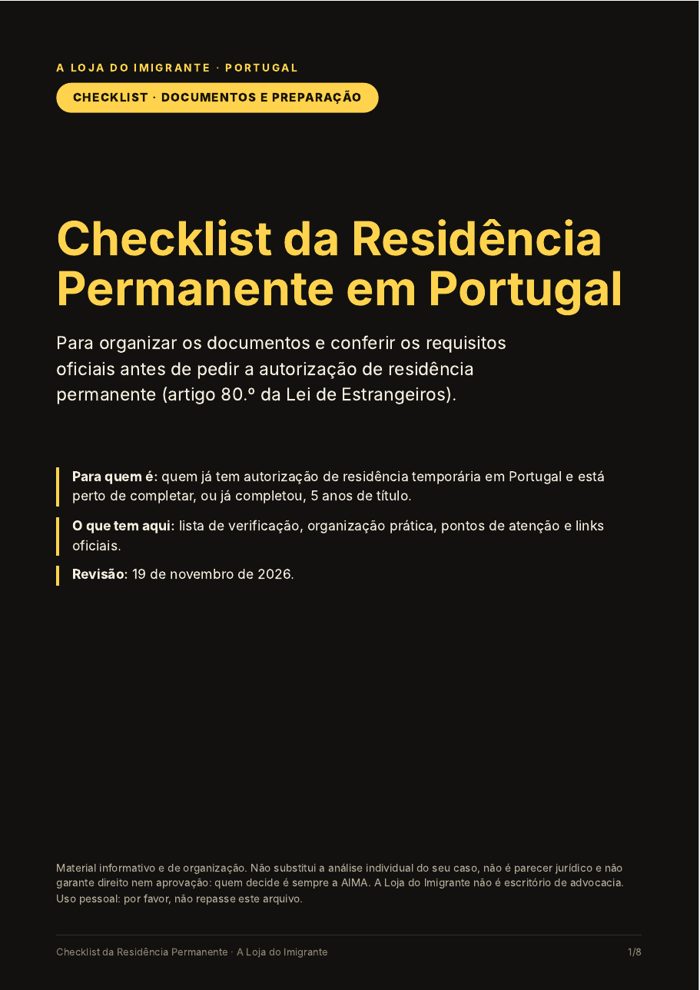 A LOJA DO IMIGRANTE · PORTUGAL
CHECKLIST · DOCUMENTOS E PREPARAÇÃO
Checklist da Residência
Permanente em Portugal
Para organizar os documentos e conferir os requisitos
oficiais antes de pedir a autorização de residência
permanente (artigo 80.º da Lei de Estrangeiros).
Para quem é: quem já tem autorização de residência temporária em Portugal e está
perto de completar, ou já completou, 5 anos de título.
O que tem aqui: lista de verificação, organização prática, pontos de atenção e links
oficiais.
Revisão: 19 de novembro de 2026.
Material informativo e de organização. Não substitui a análise individual do seu caso, não é parecer jurídico e não
garante direito nem aprovação: quem decide é sempre a AIMA. A Loja do Imigrante não é escritório de advocacia.
Uso pessoal: por favor, não repasse este arquivo.
Checklist da Residência Permanente · A Loja do Imigrante
1/8